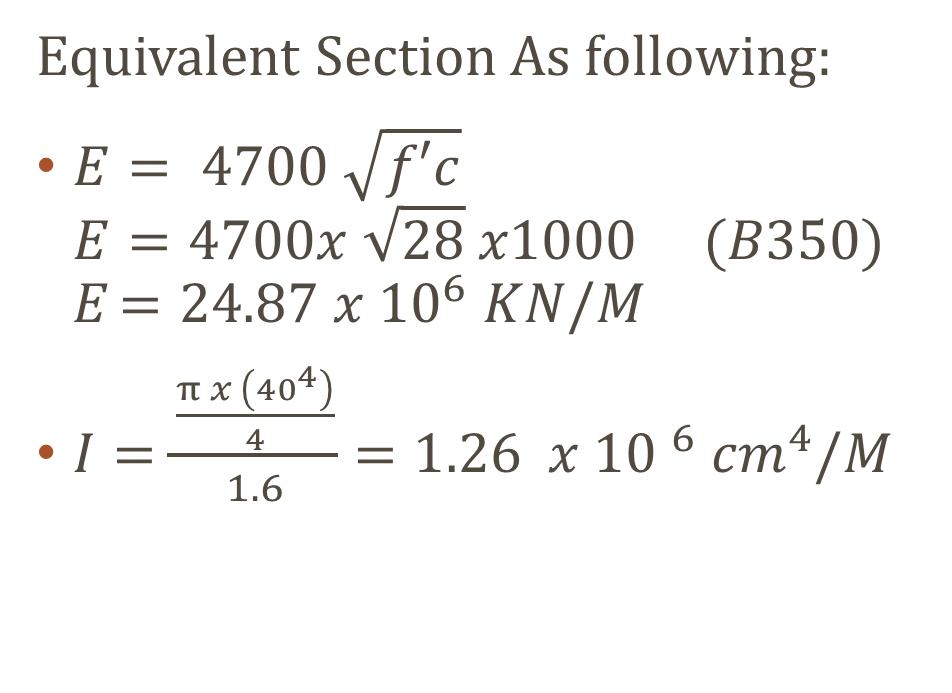 Equivalent Section As following:
• E = 4700 √f'c
E = 4700x √28 x1000 (B350)
E = 24.87 x 10⁶ KN/M
• I = ((π x (40⁴))/4)/1.6 = 1.26 x 10 ⁶ cm⁴/M